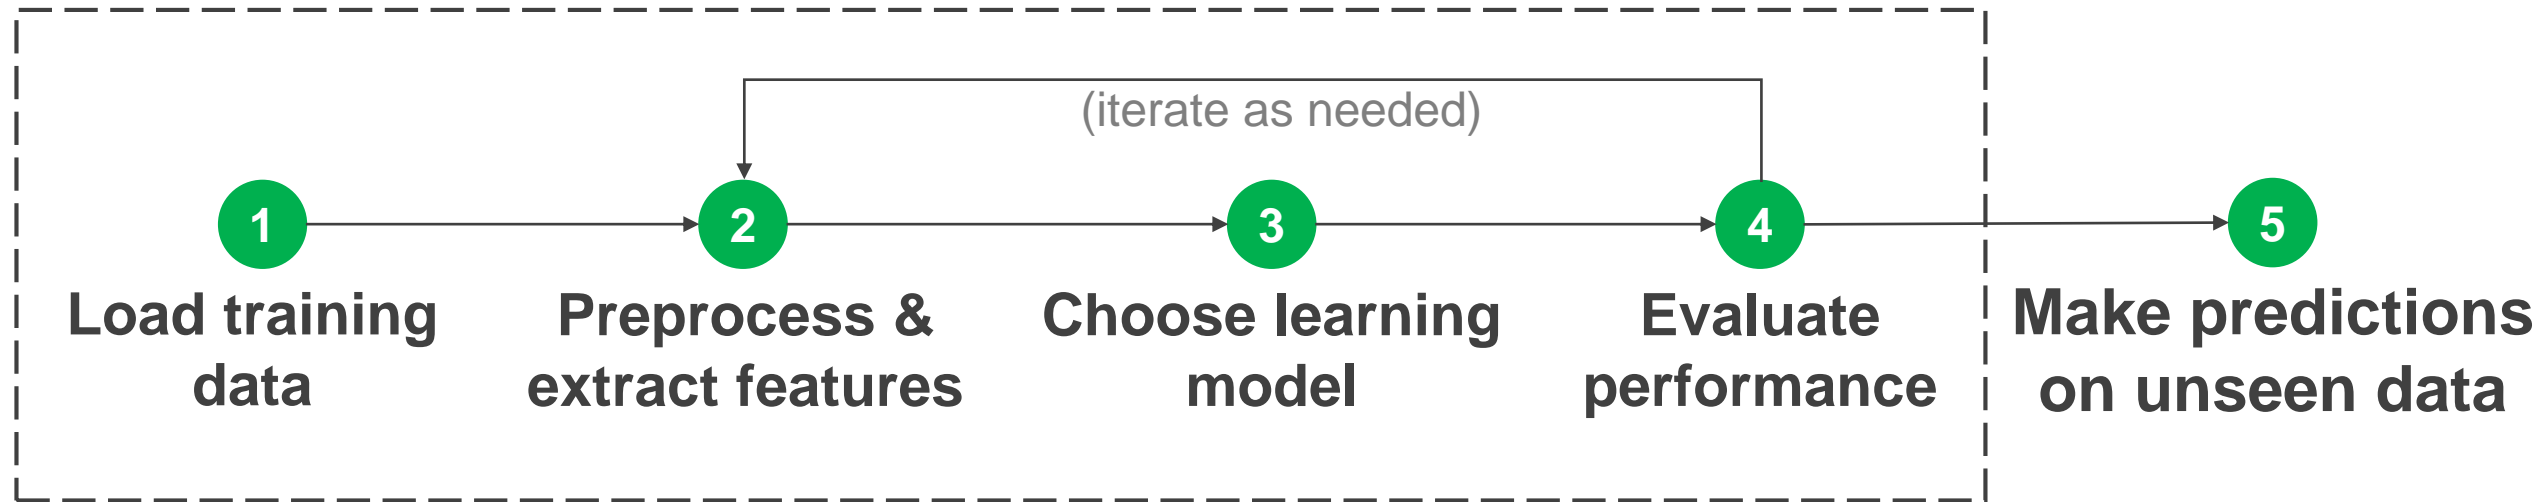 (iterate as needed)
1
2
3
4
5
Load training
data
Preprocess &
extract features
Choose learning
model
Evaluate
performance
Make predictions
on unseen data